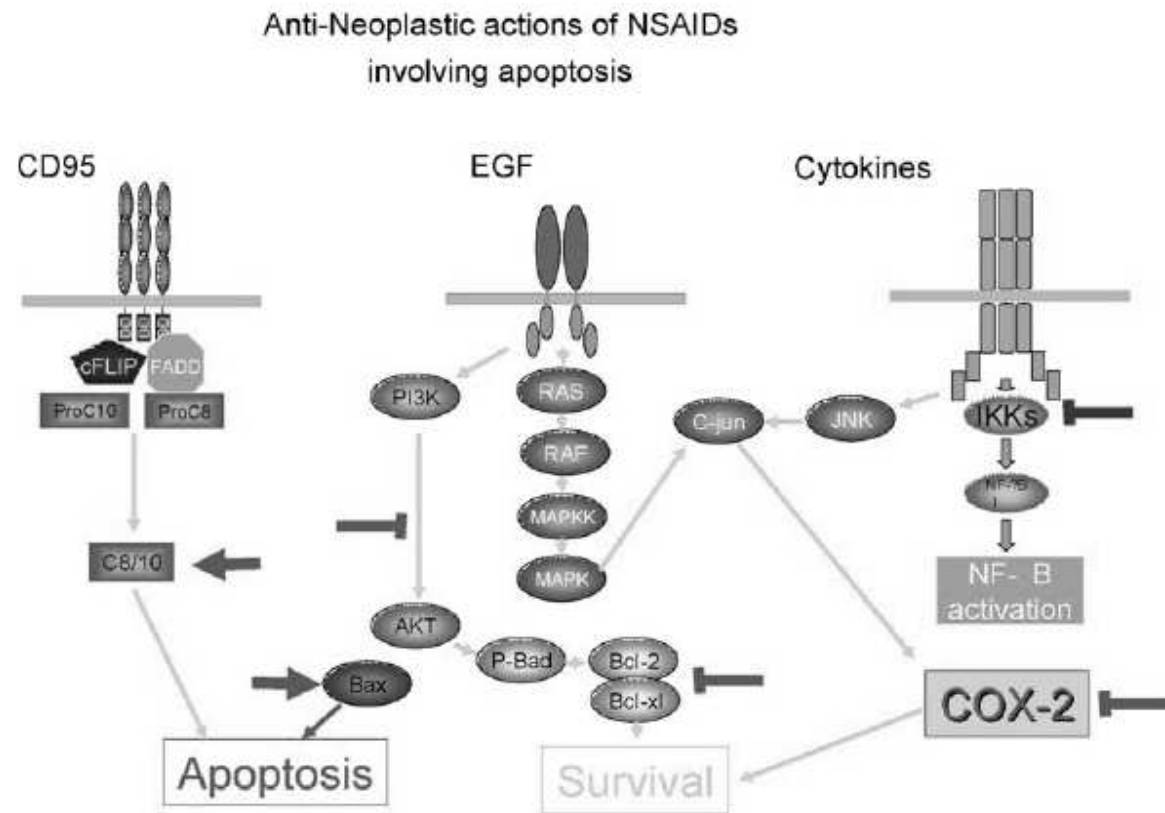 Anti-Neoplastic actions of NSAIDs
involving apoptosis
CD95
EGF
Cytokines
cFLIP
FADD
ProC10
ProC8
PI3K
RAS
C-jun
JNK
IKKs
RAF
MAPKK
MAPK
C8/10
NF- B
activation
AKT
P-Bad
Bcl-2
Bax
Bcl-xl
COX-2
Apoptosis
Survival